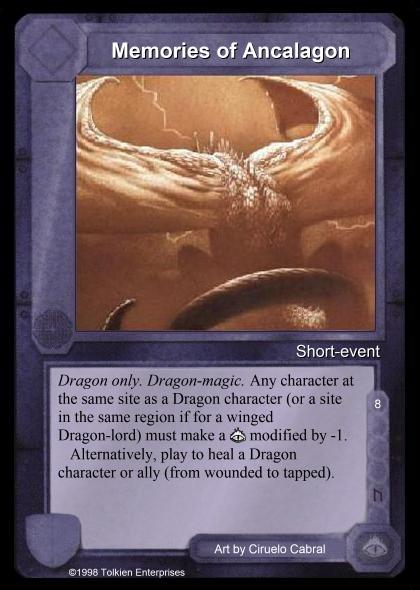 Memories of Ancalagon
Short-event
Dragon only. Dragon-magic. Any character at
the same site as a Dragon character (or a site
in the same region if for a winged
Dragon-lord) must make a modified by -1.
Alternatively, play to heal a Dragon
character or ally (from wounded to tapped).
8
Art by Ciruelo Cabral
©1998 Tolkien Enterprises